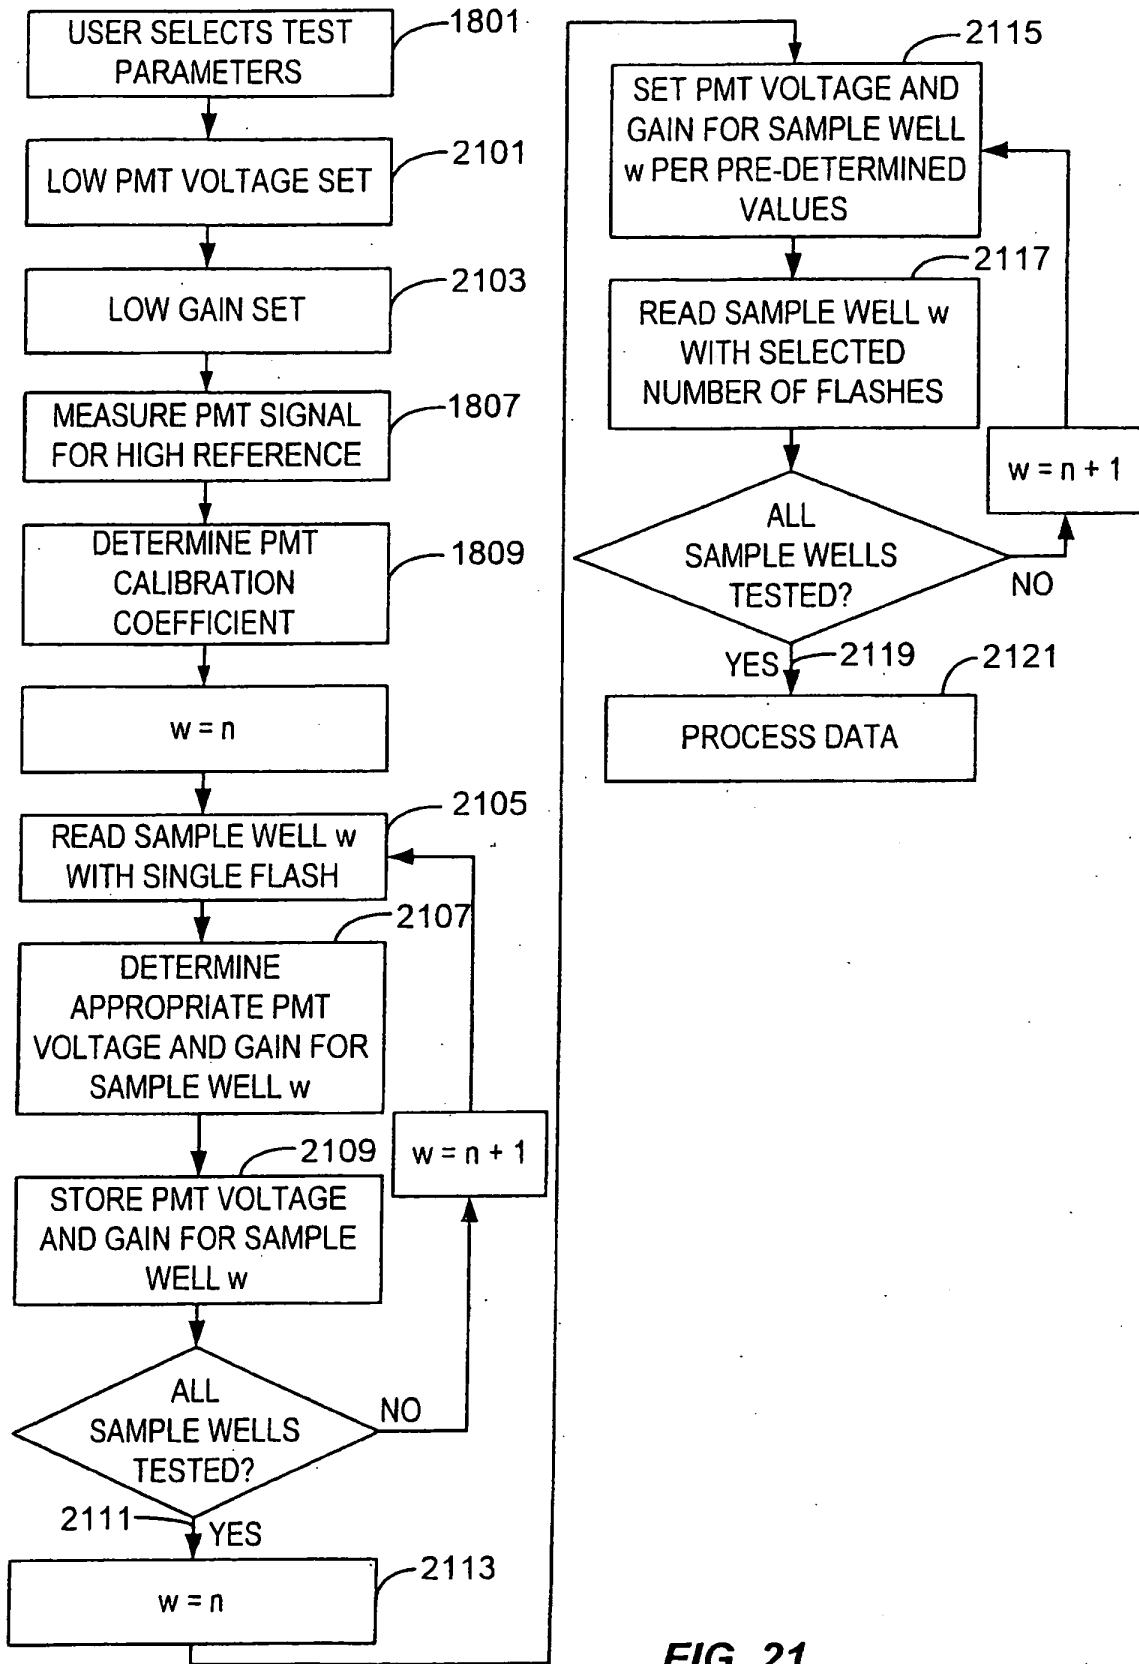 USER SELECTS TEST
PARAMETERS
1801
LOW PMT VOLTAGE SET
2101
LOW GAIN SET
2103
MEASURE PMT SIGNAL
FOR HIGH REFERENCE
1807
DETERMINE PMT
CALIBRATION
COEFFICIENT
1809
w = n
READ SAMPLE WELL w
WITH SINGLE FLASH
2105
DETERMINE
APPROPRIATE PMT
VOLTAGE AND GAIN FOR
SAMPLE WELL w
2107
STORE PMT VOLTAGE
AND GAIN FOR SAMPLE
WELL w
2109
w = n + 1
ALL
SAMPLE WELLS
TESTED?
NO
2111
YES
w = n
2113
SET PMT VOLTAGE AND
GAIN FOR SAMPLE WELL
w PER PRE-DETERMINED
VALUES
2115
READ SAMPLE WELL w
WITH SELECTED
NUMBER OF FLASHES
2117
w = n + 1
ALL
SAMPLE WELLS
TESTED?
NO
YES
2119
PROCESS DATA
2121
FIG. 21